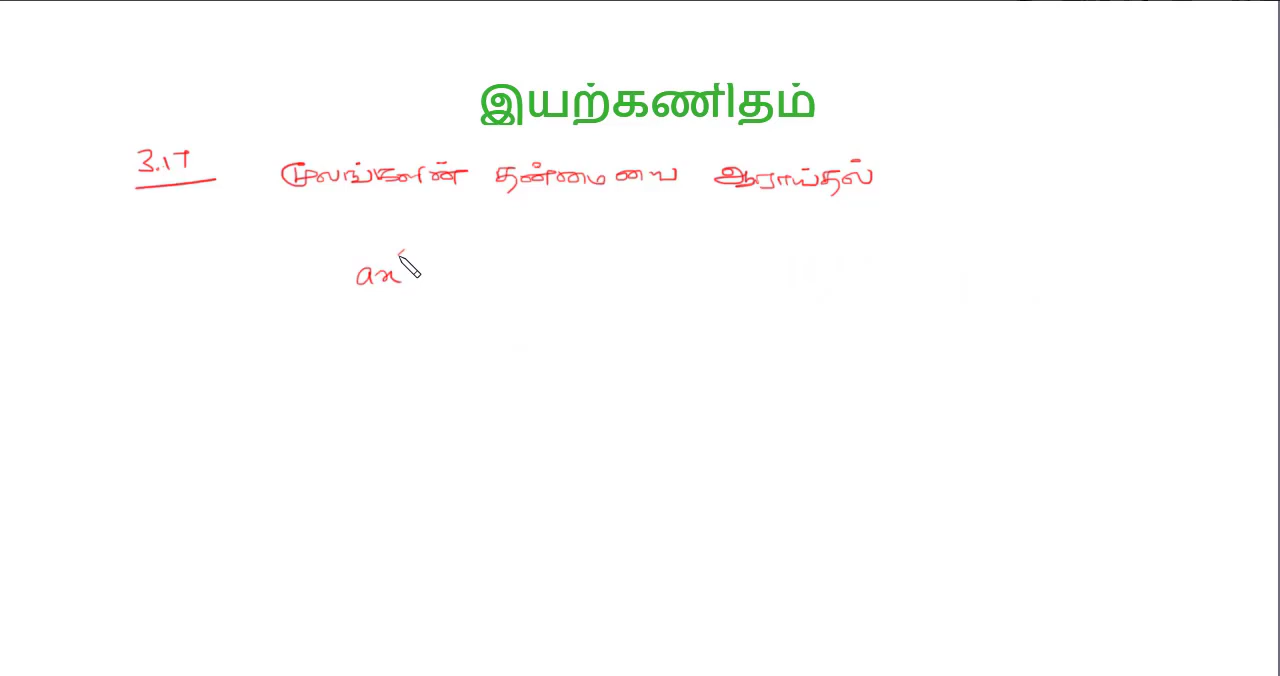 இயற்கணிதம்
3.17 மூலங்களின் தன்மையை ஆராய்தல்
ax